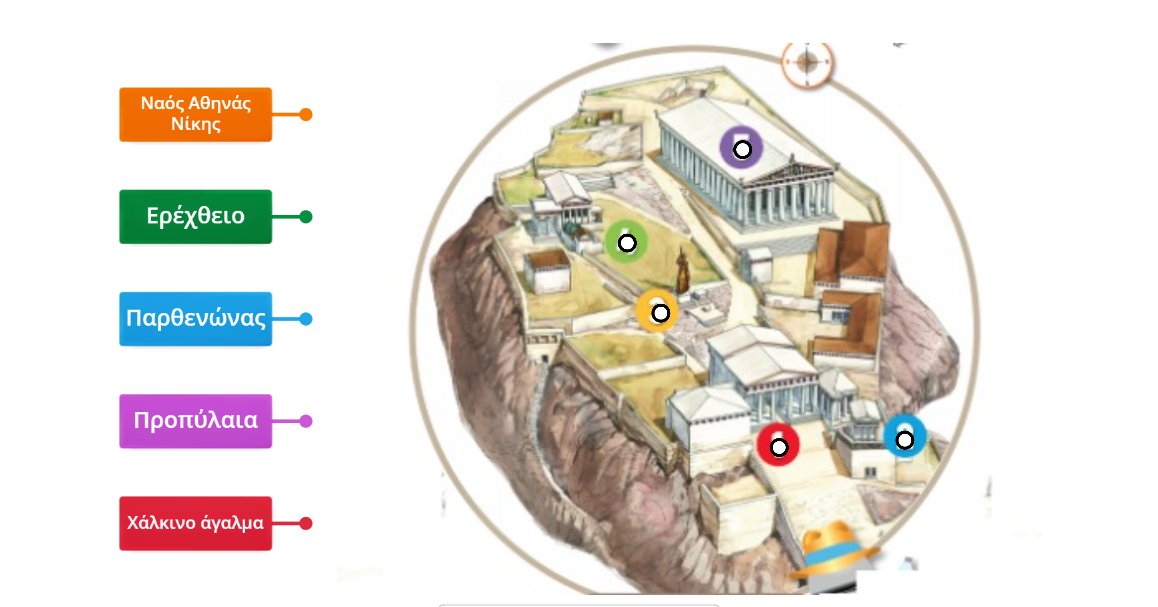 Ναός Αθηνάς
Νίκης
Ερέχθειο
Παρθενώνας
Προπύλαια
Χάλκινο άγαλμα